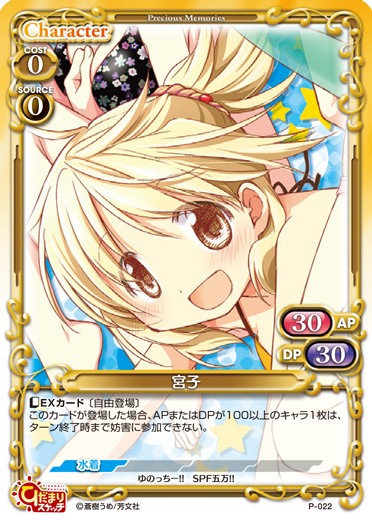 Precious Memories
Character
COST
0
SOURCE
0
30 AP
DP 30
宮子
EXカード〔自由登場〕
このカードが登場した場合、APまたはDPが100以上のキャラ1枚は、
ターン終了時まで妨害に参加できない。
水着
ゆのっちー!! SPF五万!!
ひだまりスケッチ
©蒼樹うめ/芳文社
P-022